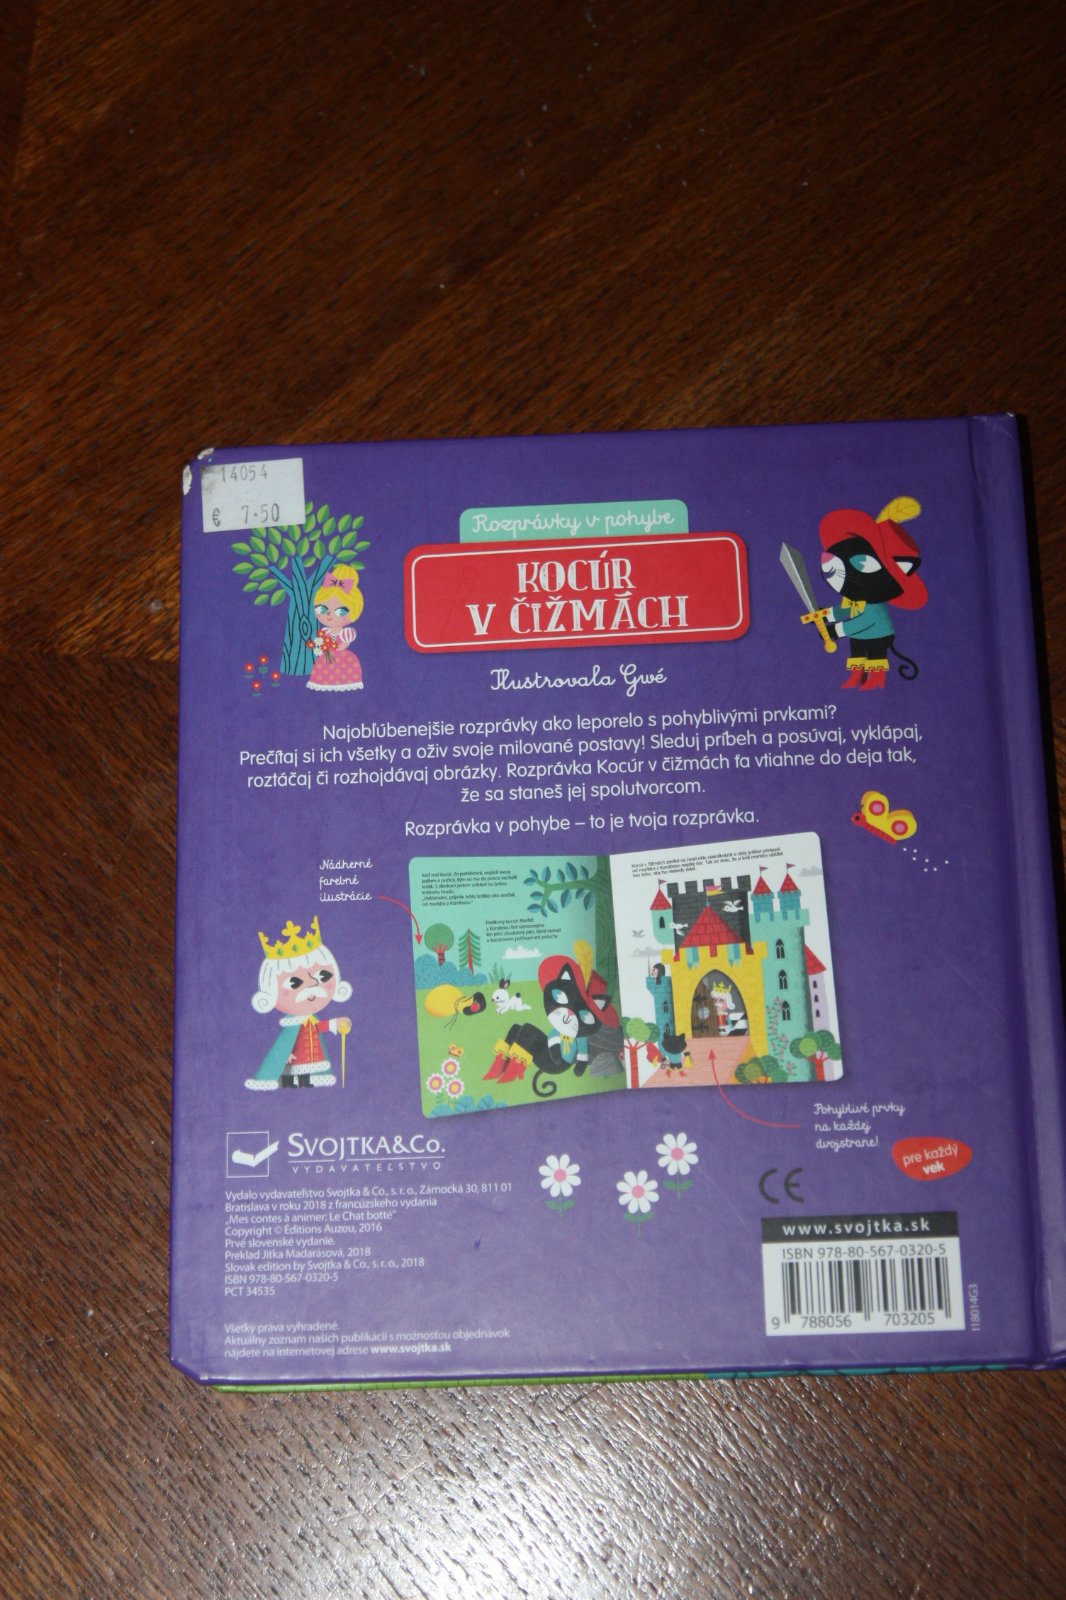 14054
€ 7.50
Rozprávky v pohybe
KOCÚR
V ČIŽMÁCH
Ilustrovala Gwé
Najobľúbenejšie rozprávky ako leporelo s pohyblivými prvkami?
Prečítaj si ich všetky a oživ svoje milované postavy! Sleduj príbeh a posúvaj, vyklápaj,
roztáčaj či rozhojdávaj obrázky. Rozprávka Kocúr v čižmách ťa vtiahne do deja tak,
že sa staneš jej spolutvorcom.
Rozprávka v pohybe – to je tvoja rozprávka.
Nádherné
farebné
ilustrácie
Pohyblivé prvky
na každej
dvojstrane!
pre každý
vek
SVOJTKA&CO.
VYDAVATEĽSTVO
Vydalo vydavateľstvo Svojtka & Co., s. r. o., Zámocká 30, 811 01
Bratislava v roku 2018 z francúzskeho vydania
„Mes contes à animer: Le Chat botté“
Copyright © Éditions Auzou, 2016
Prvé slovenské vydanie.
Preklad Jitka Madarásová, 2018
Slovak edition by Svojtka & Co., s. r. o., 2018
ISBN 978-80-567-0320-5
PCT 34535
Všetky práva vyhradené.
Aktuálny zoznam našich publikácií s možnosťou objednávok
nájdete na internetovej adrese www.svojtka.sk
CE
www.svojtka.sk
ISBN 978-80-567-0320-5
9 788056 703205
I18014G3